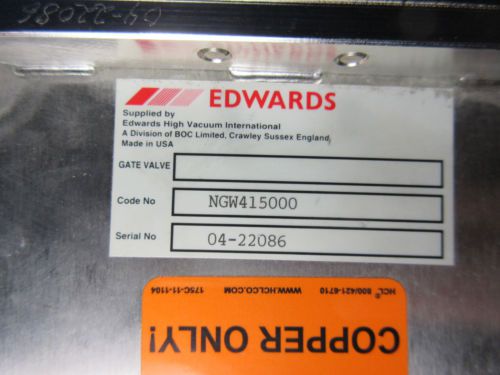 04-22086
EDWARDS
Supplied by
Edwards High Vacuum International
A Division of BOC Limited, Crawley Sussex England,
Made in USA
GATE VALVE
Code No NGW415000
Serial No 04-22086
COPPER ONLY!
175C-11-1104 WWW.HCLCO.COM HCL® 800/421-6710